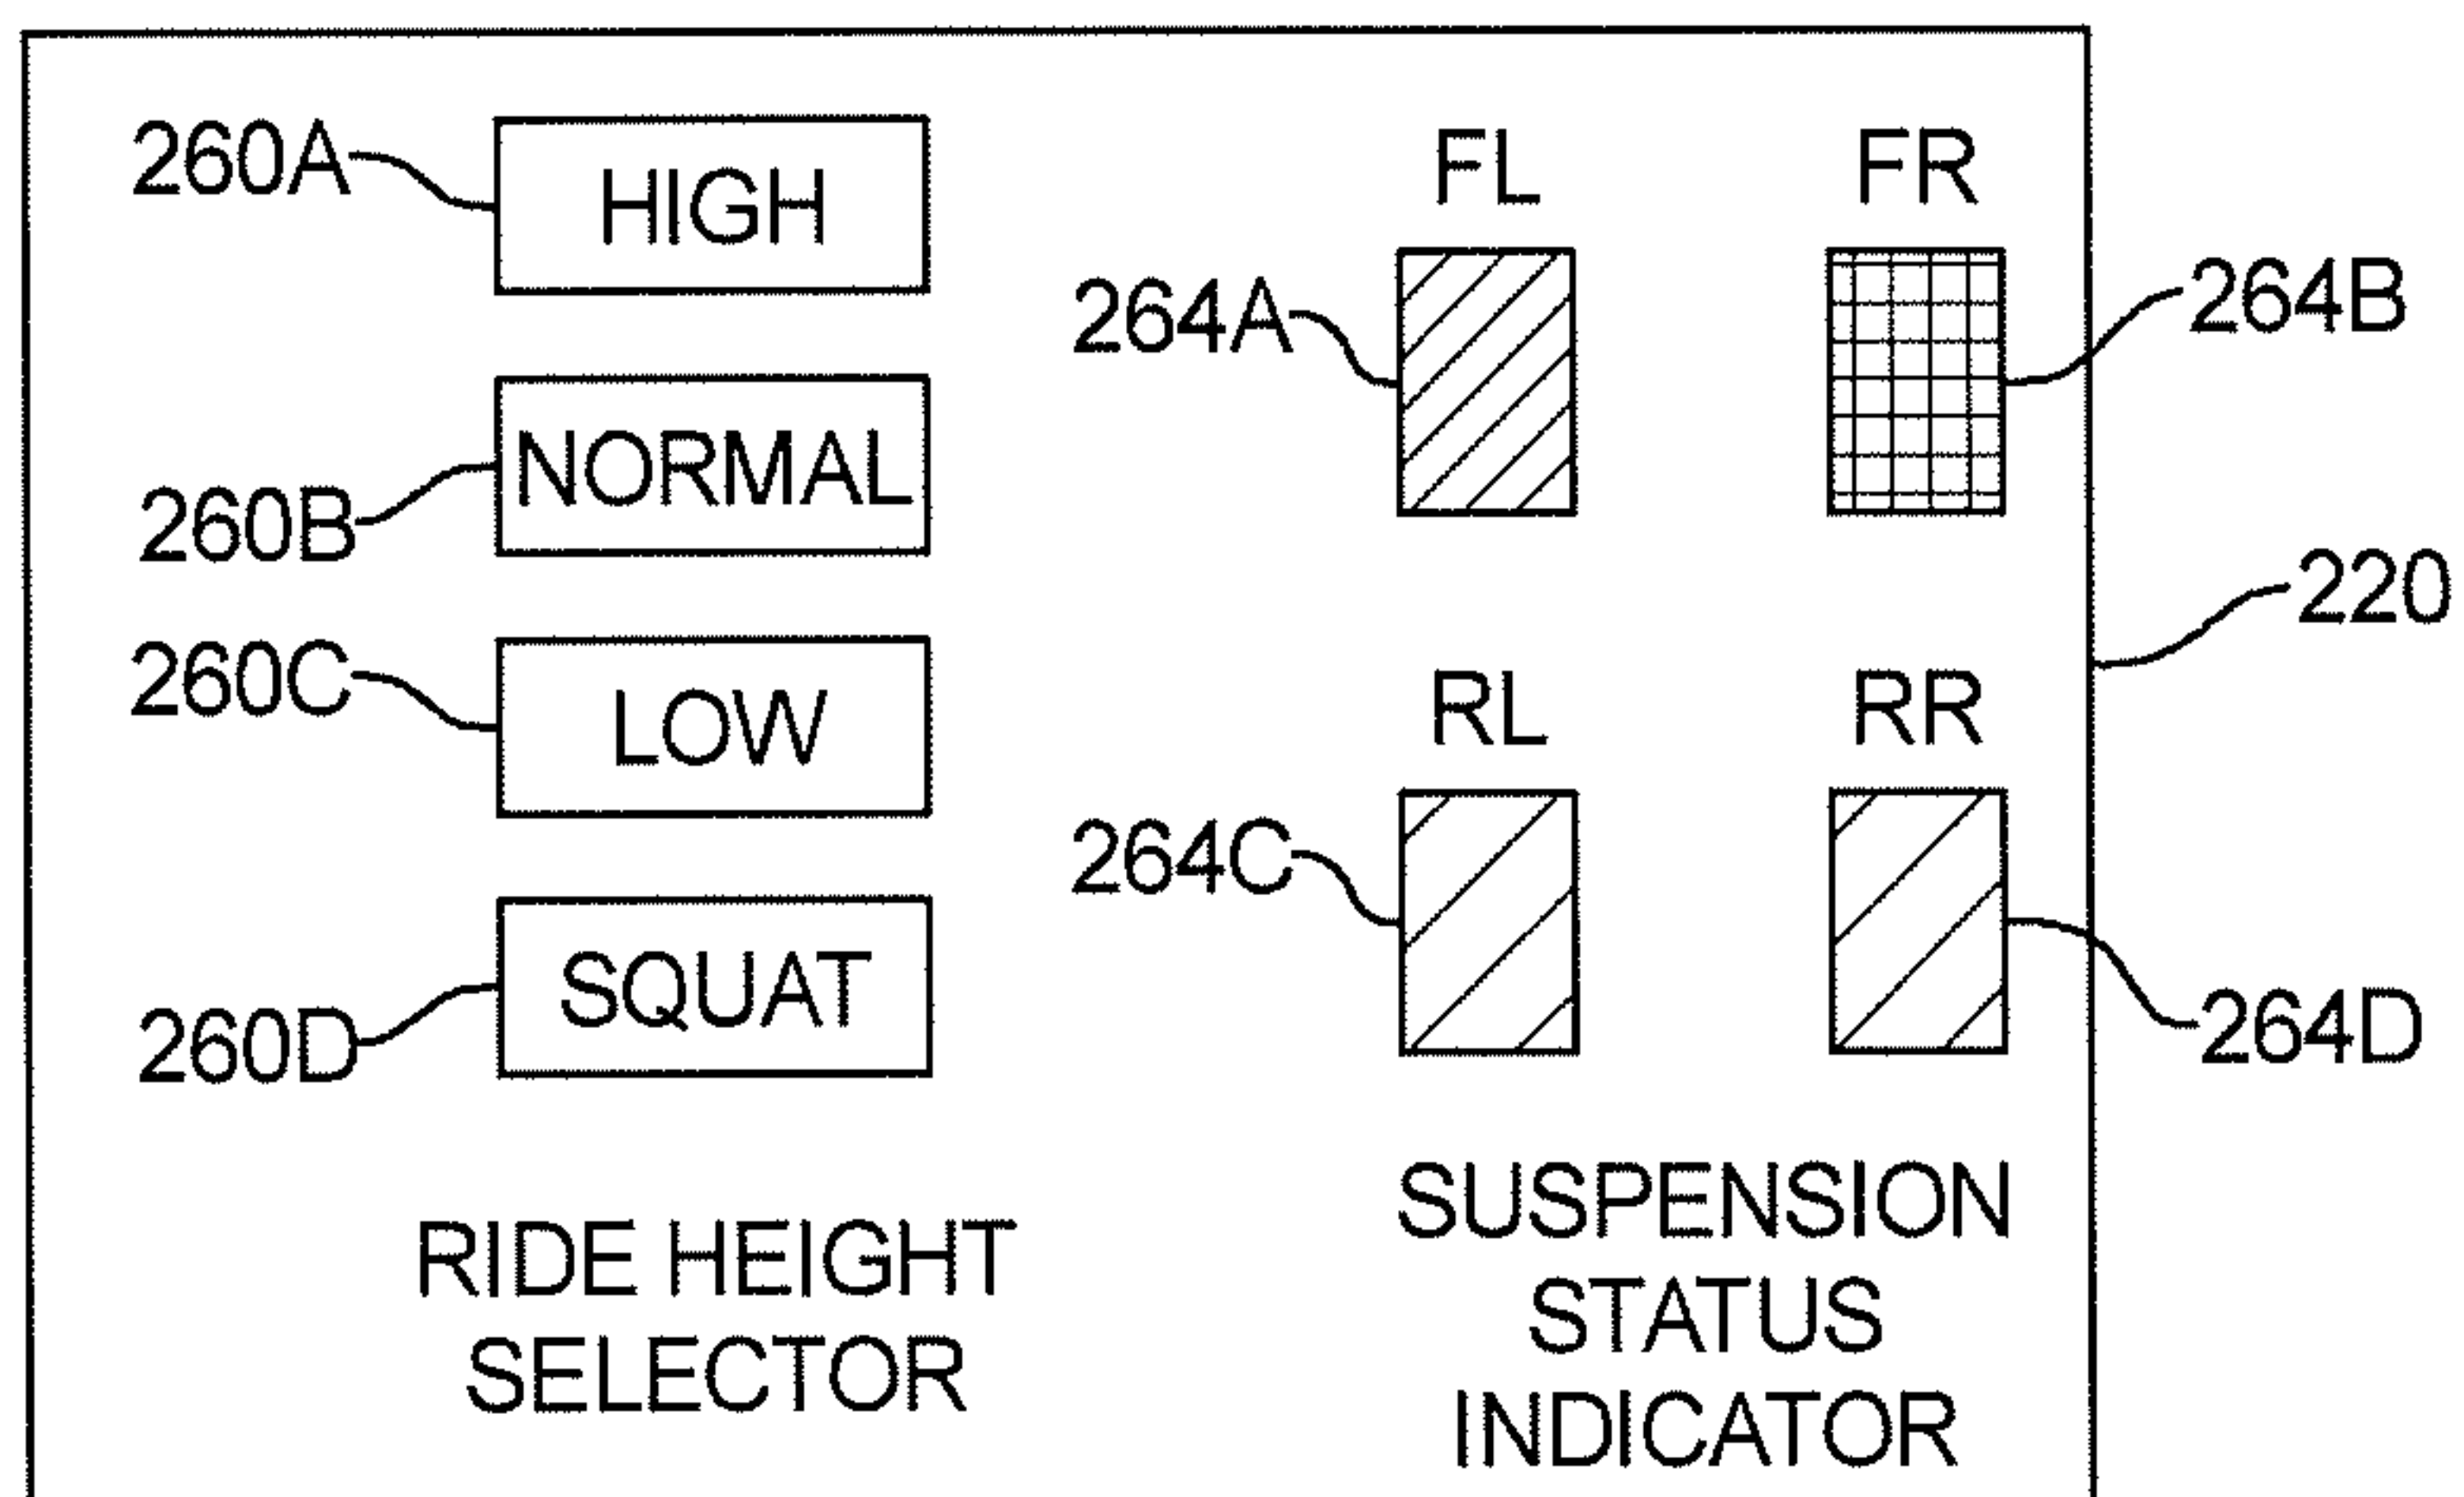 260A
HIGH
260B
NORMAL
260C
LOW
260D
SQUAT
RIDE HEIGHT
SELECTOR
FL
FR
264A
264B
220
RL
RR
264C
264D
SUSPENSION
STATUS
INDICATOR